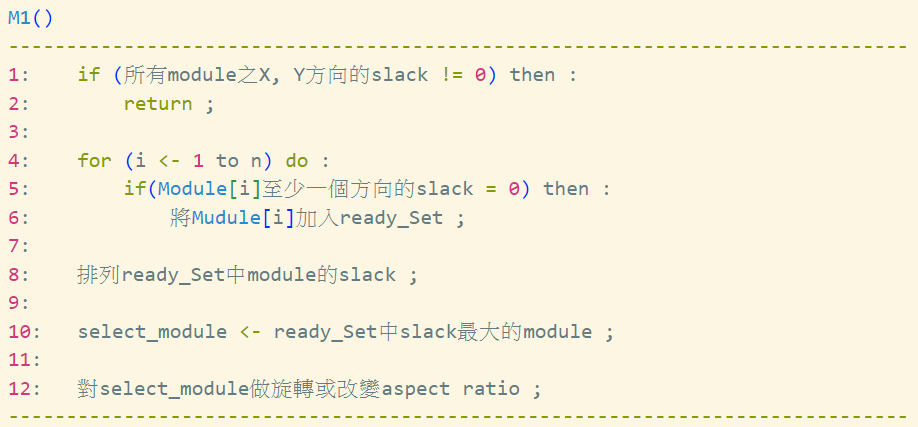 M1()
1: if (所有module之X, Y方向的slack != 0) then :
2: return ;
3:
4: for (i <- 1 to n) do :
5: if(Module[i]至少一個方向的slack = 0) then :
6: 將Mudule[i]加入ready_Set ;
7:
8: 排列ready_Set中module的slack ;
9:
10: select_module <- ready_Set中slack最大的module ;
11:
12: 對select_module做旋轉或改變aspect ratio ;